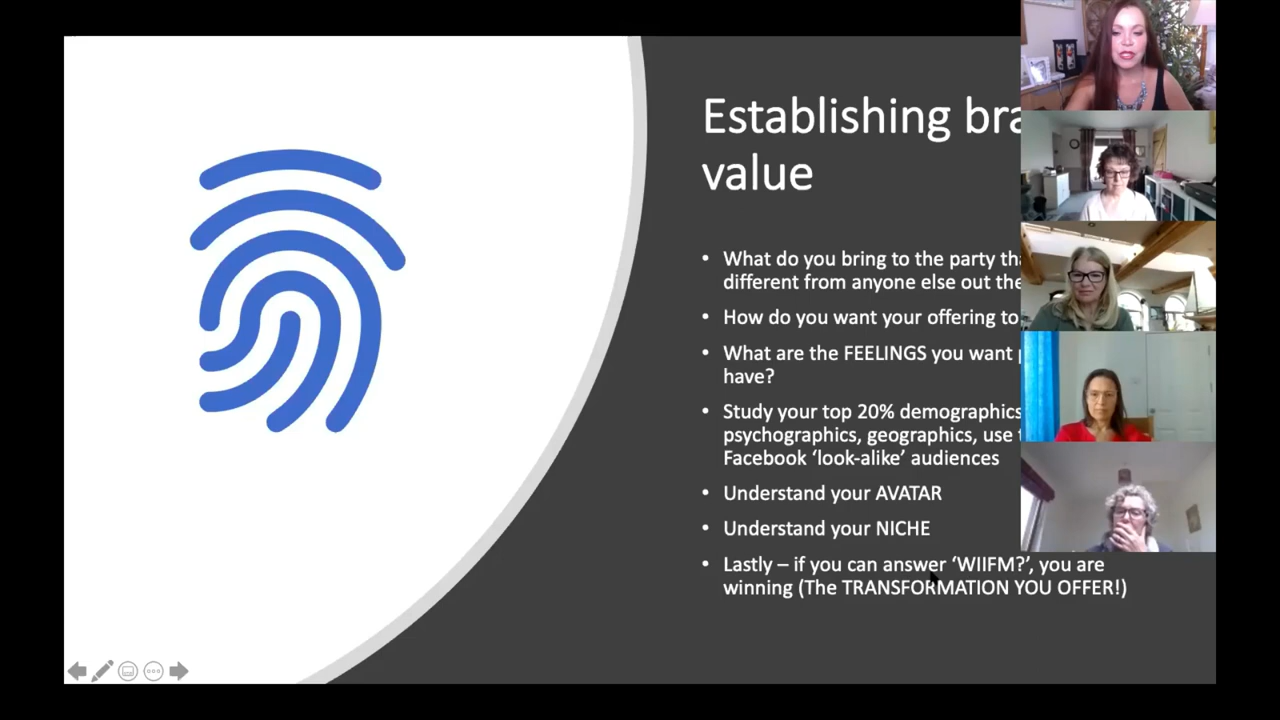 Establishing
value
• What do you bring to the party
different from anyone else out
• How do you want your offering to
• What are the FEELINGS you want
have?
• Study your top 20% demographics
psychographics, geographics, use
Facebook ‘look-alike’ audiences
• Understand your AVATAR
• Understand your NICHE
• Lastly – if you can answer ‘WIIFM?’, you are
winning (The TRANSFORMATION YOU OFFER!)